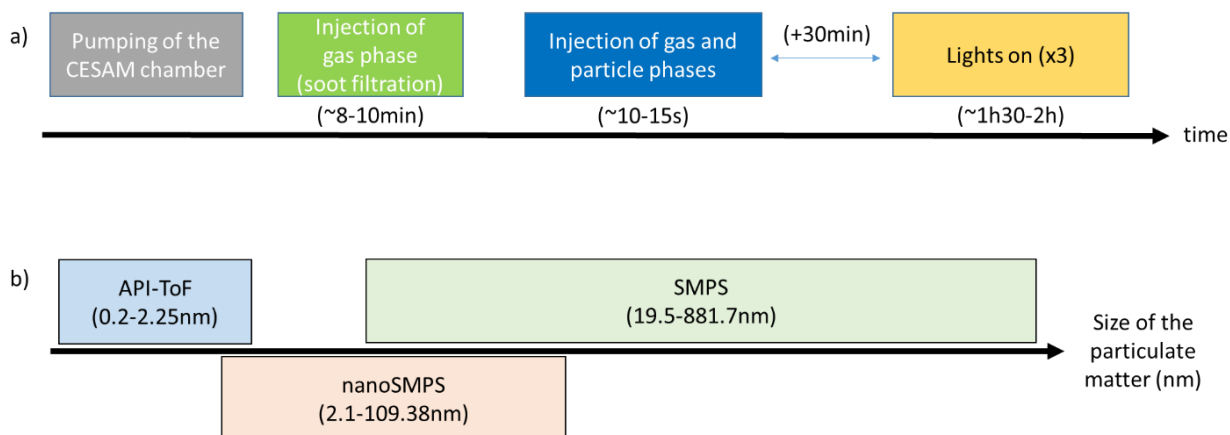 a)
Pumping of the
CESAM chamber
Injection of
gas phase
(soot filtration)
(~8-10min)
Injection of gas and
particle phases
(~10-15s)
(+30min)
Lights on (x3)
(~1h30-2h)
time
b)
API-ToF
(0.2-2.25nm)
SMPS
(19.5-881.7nm)
nanoSMPS
(2.1-109.38nm)
Size of the
particulate
matter (nm)